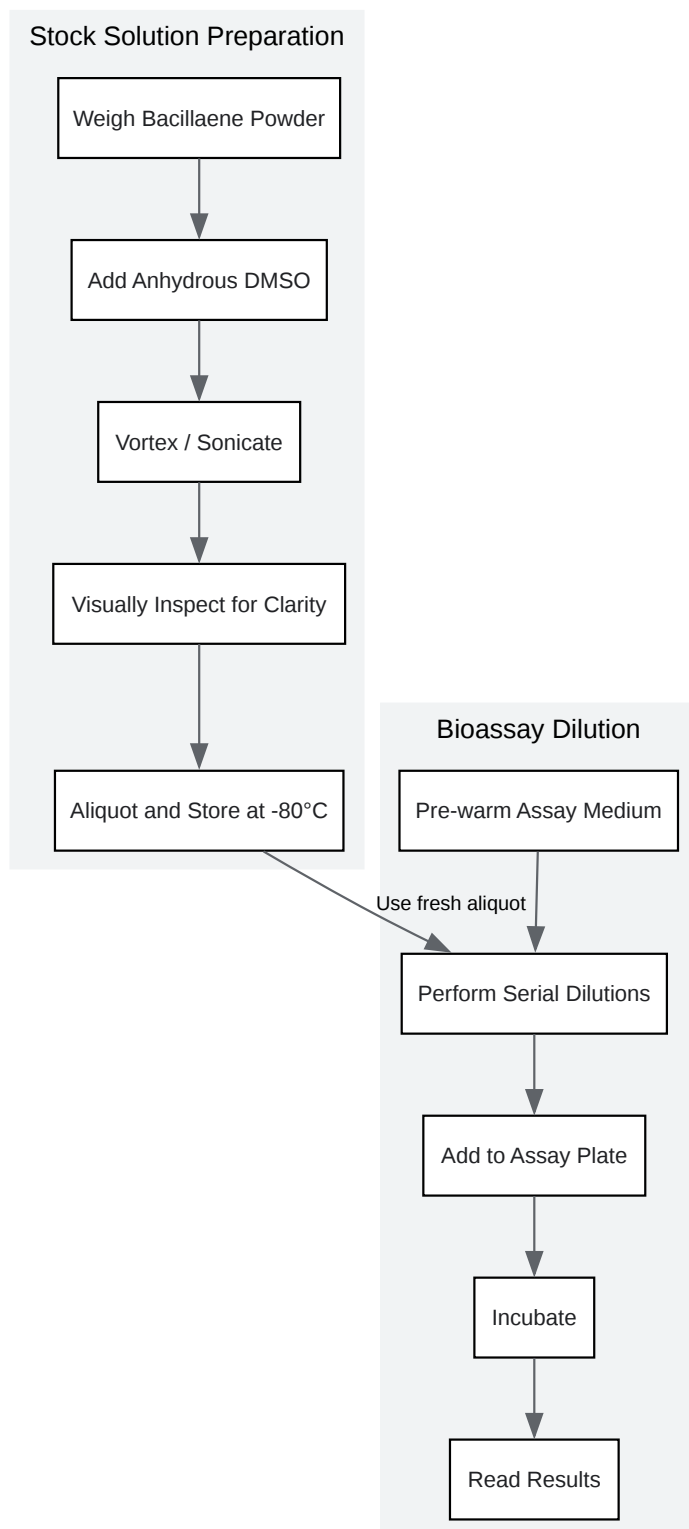 Stock Solution Preparation
Weigh Bacillaene Powder
Add Anhydrous DMSO
Vortex / Sonicate
Visually Inspect for Clarity
Aliquot and Store at -80°C
Bioassay Dilution
Pre-warm Assay Medium
Use fresh aliquot
Perform Serial Dilutions
Add to Assay Plate
Incubate
Read Results